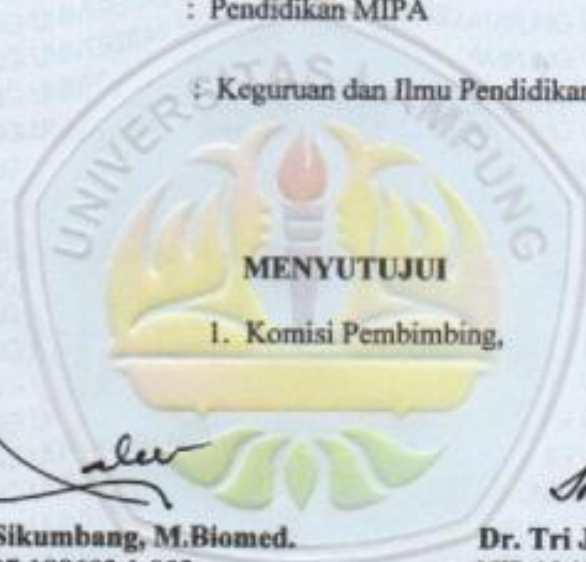 : Pendidikan MIPA
: Keguruan dan Ilmu Pendidikan
UNIVERSITAS LAMPUNG
MENYUTUJUI
1. Komisi Pembimbing,
Sikumbang, M.Biomed.
Dr. Tri